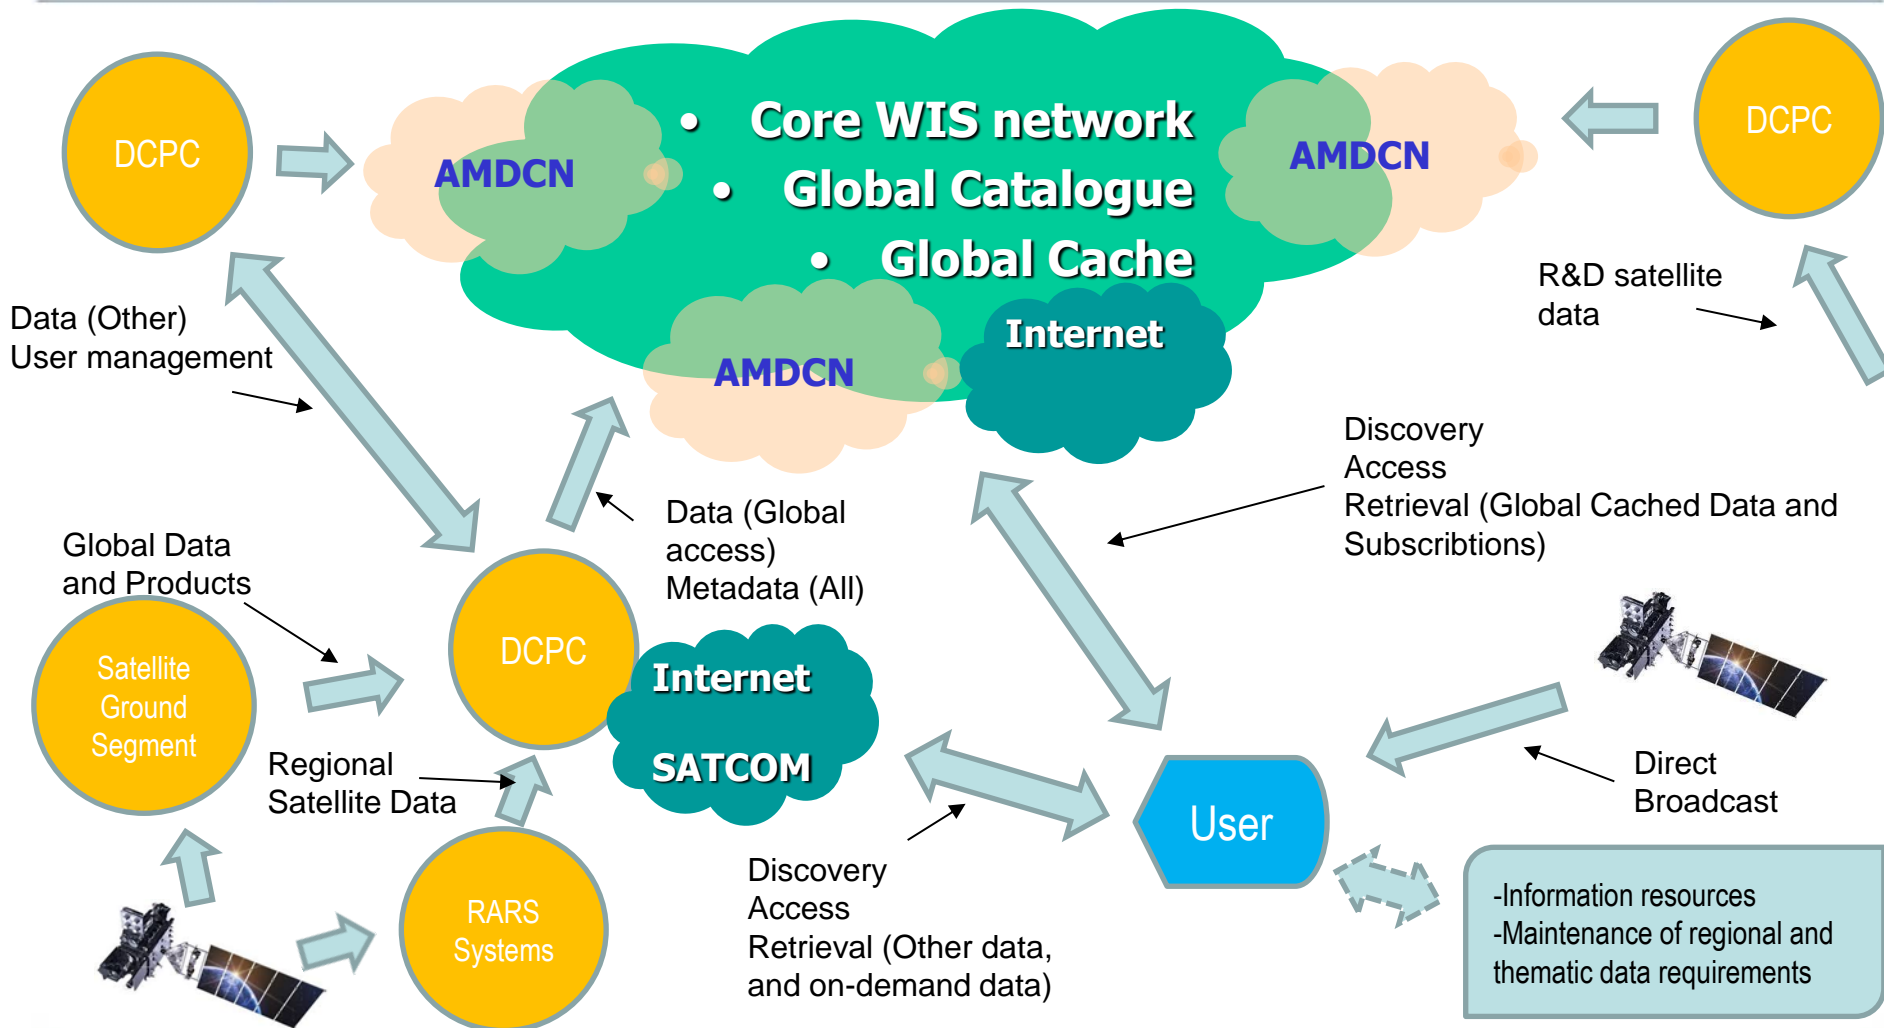 DCPC
• Core WIS network
DCPC
AMDCN
• Global Catalogue
AMDCN
• Global Cache
R&D satellite
data
Data (Other)
User management
AMDCN
Internet
Discovery
Access
Retrieval (Global Cached Data and
Subscribtions)
Data (Global
access)
Metadata (All)
Global Data
and Products
Satellite
Ground
Segment
DCPC
Internet
SATCOM
Regional
Satellite Data
Direct
Broadcast
User
RARS
Systems
Discovery
Access
Retrieval (Other data,
and on-demand data)
-Information resources
-Maintenance of regional and
thematic data requirements